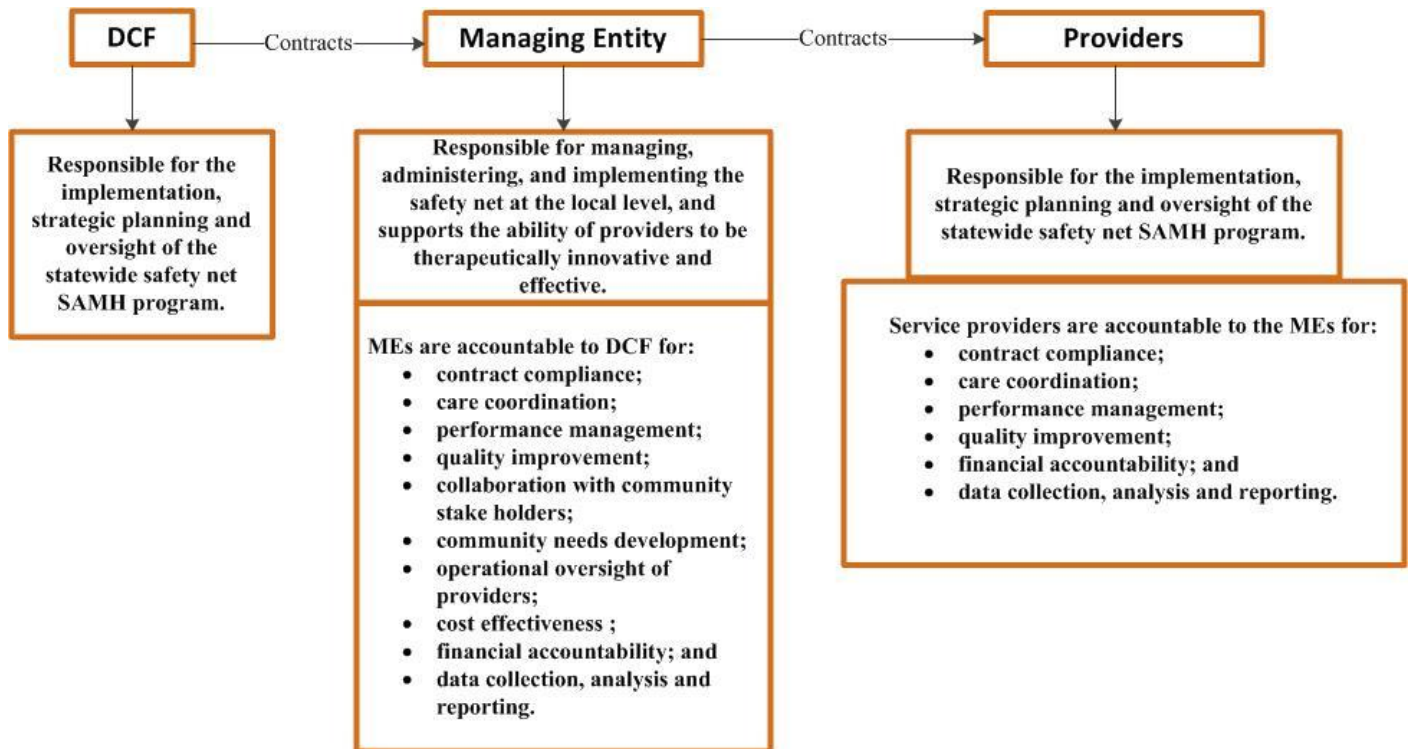 DCF
Contracts
Managing Entity
Contracts
Providers
Responsible for the
implementation,
strategic planning and
oversight of the
statewide safety net
SAMH program.
Responsible for managing,
administering, and implementing the
safety net at the local level, and
supports the ability of providers to be
therapeutically innovative and
effective.
MEs are accountable to DCF for:
• contract compliance;
• care coordination;
• performance management;
• quality improvement;
• collaboration with community
stake holders;
• community needs development;
• operational oversight of
providers;
• cost effectiveness ;
• financial accountability; and
• data collection, analysis and
reporting.
Responsible for the implementation,
strategic planning and oversight of the
statewide safety net SAMH program.
Service providers are accountable to the MEs for:
• contract compliance;
• care coordination;
• performance management;
• quality improvement;
• financial accountability; and
• data collection, analysis and reporting.